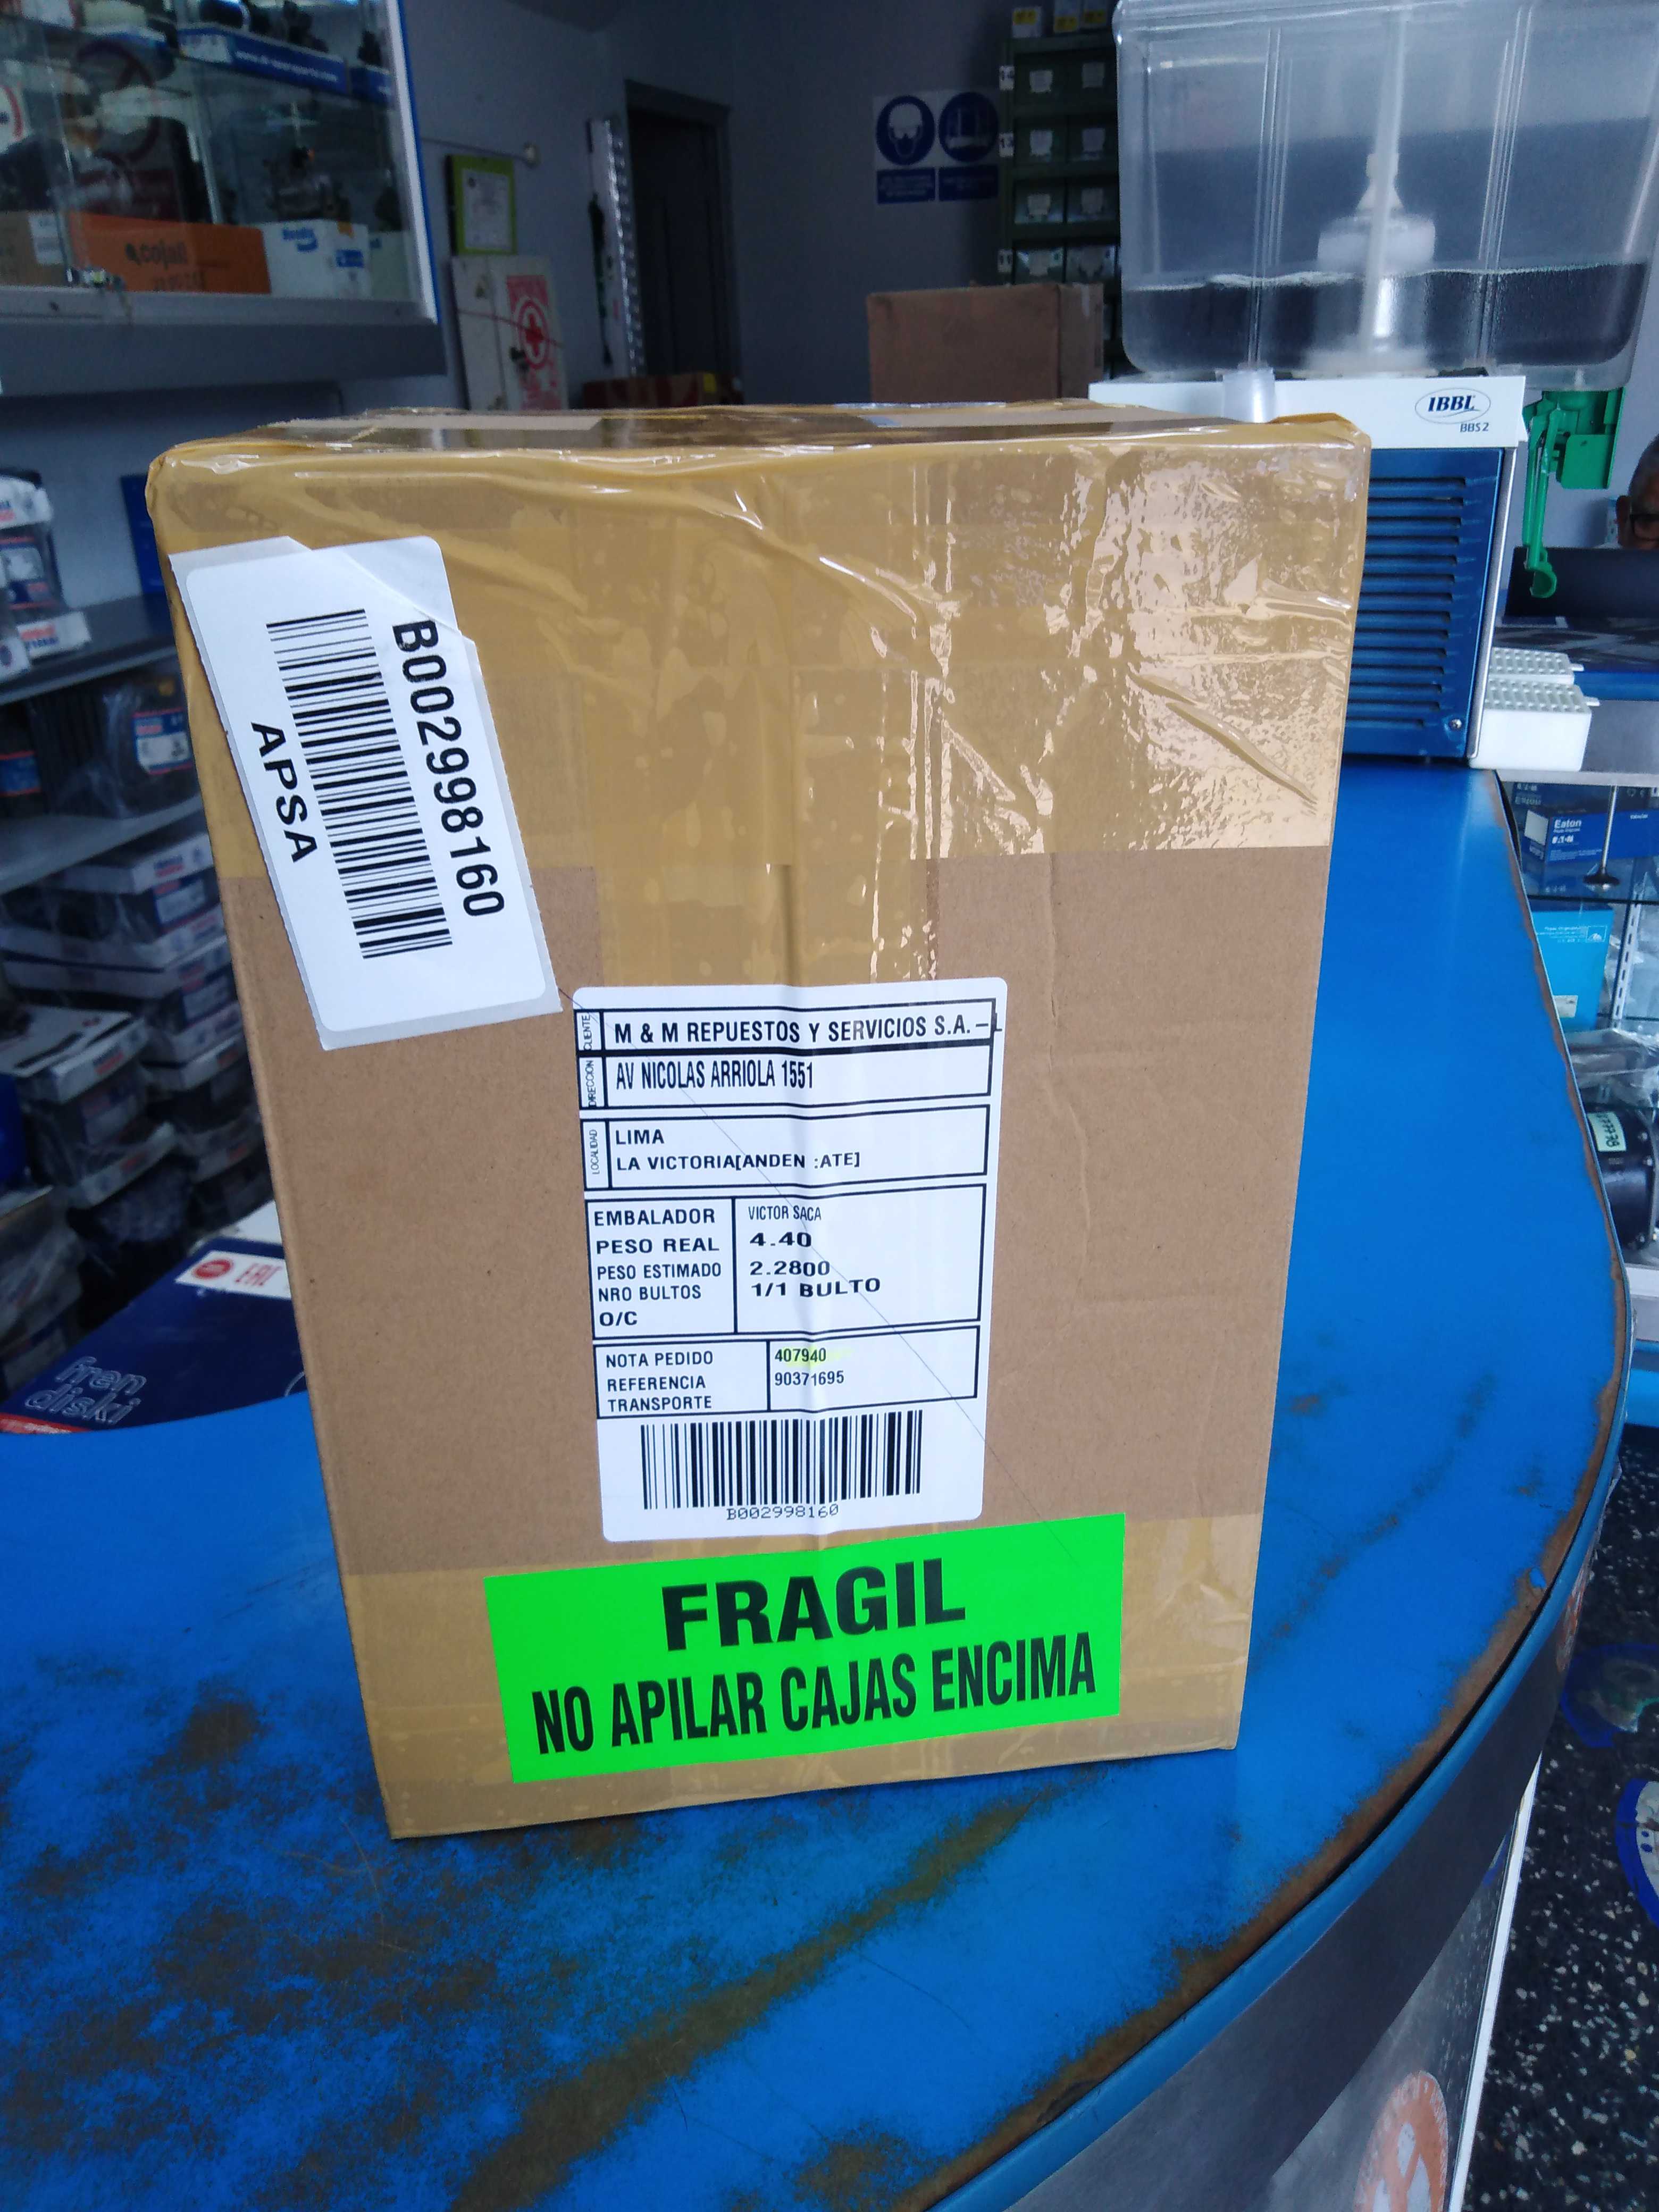 cojali
IBBL
BBS2
B002998160
APSA
Eaton
CLIENTE
M & M REPUESTOS Y SERVICIOS S.A. –
DIRECCION
AV NICOLAS ARRIOLA 1551
LOCALIDAD
LIMA
LA VICTORIA[ANDEN :ATE]
EMBALADOR VICTOR SACA
PESO REAL 4.40
PESO ESTIMADO 2.2800
NRO BULTOS 1/1 BULTO
O/C
NOTA PEDIDO 407940
REFERENCIA 90371695
TRANSPORTE
B002998160
FRAGIL
NO APILAR CAJAS ENCIMA
fren
diski